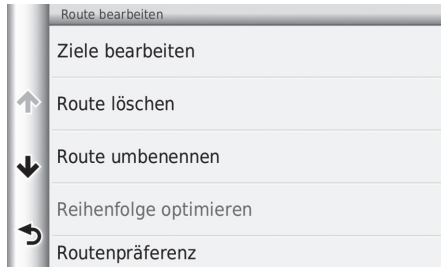 Route bearbeiten
Ziele bearbeiten
Route löschen
Route umbenennen
Reihenfolge optimieren
Routenpräferenz